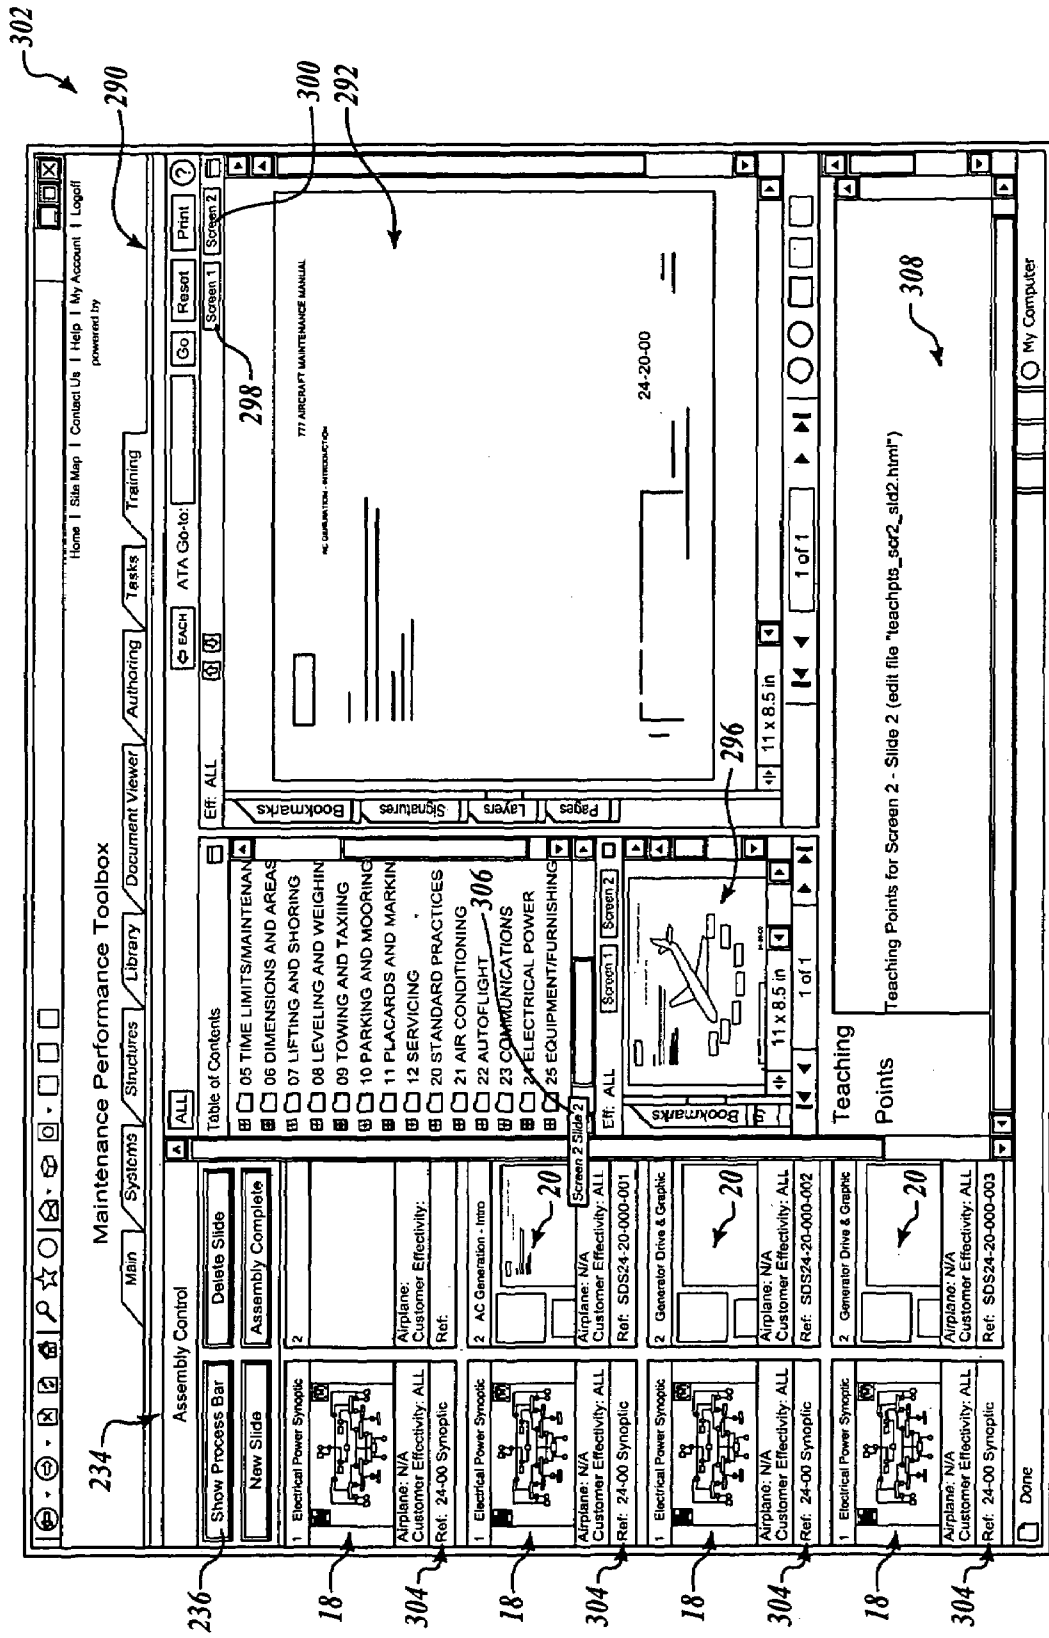 302
Maintenance Performance Toolbox
Home | Site Map | Contact Us | Help | My Account | Logoff
powered by
290
Main
Systems
Structures
Library
Document Viewer
Authoring
Tasks
Training
234
Assembly Control
ALL
EACH
ATA Go-to:
Go
Reset
Print
?
236
Show Process Bar
Delete Slide
New Slide
Assembly Complete
Table of Contents
05 TIME LIMITS/MAINTENAN
06 DIMENSIONS AND AREAS
07 LIFTING AND SHORING
08 LEVELING AND WEIGHIN
09 TOWING AND TAXIING
10 PARKING AND MOORING
11 PLACARDS AND MARKIN
12 SERVICING
20 STANDARD PRACTICES
21 AIR CONDITIONING
22 AUTOFLIGHT
23 COMMUNICATIONS
24 ELECTRICAL POWER
25 EQUIPMENT/FURNISHING
306
Eff: ALL
Screen 1
Screen 2
298
300
292
Bookmarks
Signatures
Layers
Pages
777 AIRCRAFT MAINTENANCE MANUAL
AC GENERATION - INTRODUCTION
24-20-00
11 x 8.5 in
1 of 1
Eff: ALL
Screen 1
Screen 2
Bookmarks
296
11 x 8.5 in
1 of 1
1 Electrical Power Synoptic
18
Airplane: N/A
Customer Effectivity: ALL
Ref: 24-00 Synoptic
304
2
Airplane:
Customer Effectivity:
Ref:
1 Electrical Power Synoptic
18
Airplane: N/A
Customer Effectivity: ALL
Ref: 24-00 Synoptic
304
2 AC Generation - Intro
20
Screen 2 Slide 2
Airplane: N/A
Customer Effectivity: ALL
Ref: SDS24-20-000-001
1 Electrical Power Synoptic
18
Airplane: N/A
Customer Effectivity: ALL
Ref: 24-00 Synoptic
304
2 Generator Drive & Graphic
20
Airplane: N/A
Customer Effectivity: ALL
Ref: SDS24-20-000-002
1 Electrical Power Synoptic
18
Airplane: N/A
Customer Effectivity: ALL
Ref: 24-00 Synoptic
304
2 Generator Drive & Graphic
20
Airplane: N/A
Customer Effectivity: ALL
Ref: SDS24-20-000-003
Teaching
Points
Teaching Points for Screen 2 - Slide 2 (edit file "teachpts_scr2_sld2.html")
308
Done
My Computer